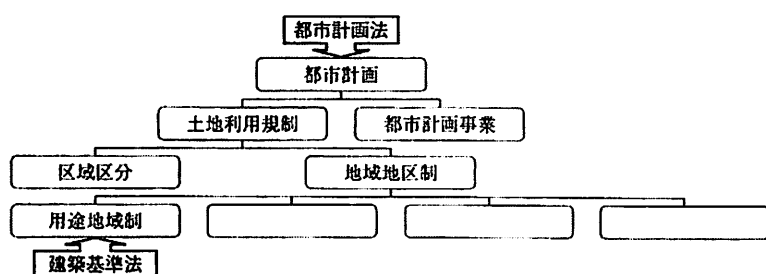 都市計画法
都市計画
土地利用規制
都市計画事業
区域区分
地域地区制
用途地域制
建築基準法